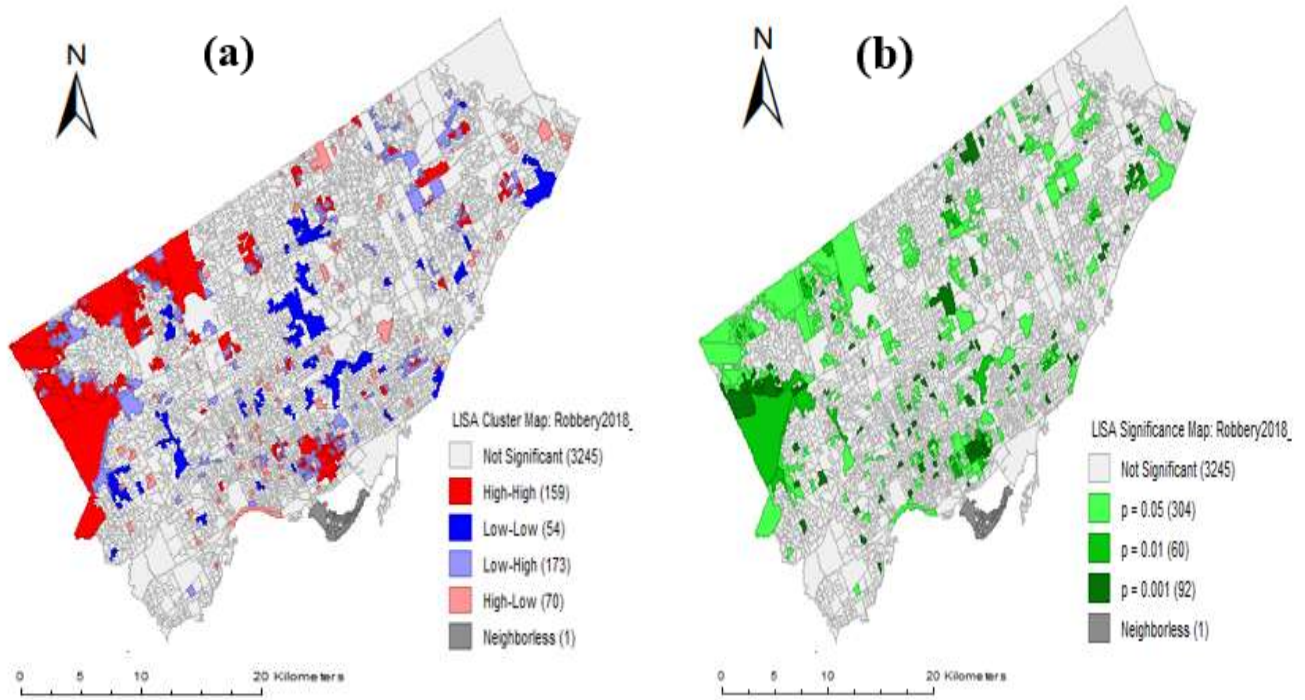 (a)
N
LISA Cluster Map: Robbery2018_
Not Significant (3245)
High-High (159)
Low-Low (54)
Low-High (173)
High-Low (70)
Neighborless (1)
0 5 10 20 Kilometers
(b)
N
LISA Significance Map: Robbery2018_
Not Significant (3245)
p = 0.05 (304)
p = 0.01 (60)
p = 0.001 (92)
Neighborless (1)
0 5 10 20 Kilometers